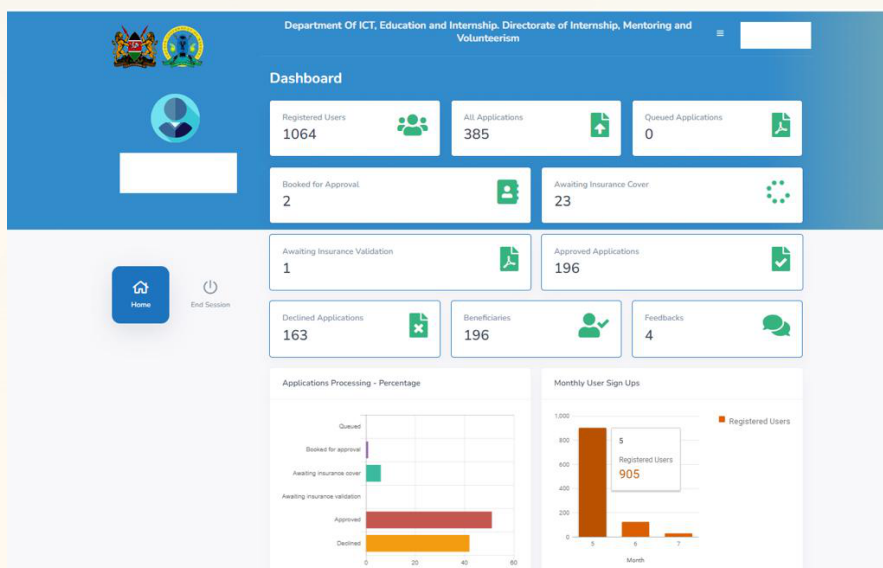 Department Of ICT, Education and Internship. Directorate of Internship, Mentoring and
Volunteerism
Dashboard
Registered Users
1064
All Applications
385
Queued Applications
0
Booked for Approval
2
Awaiting Insurance Cover
23
Awaiting Insurance Validation
1
Approved Applications
196
Home
End Session
Declined Applications
163
Beneficiaries
196
Feedbacks
4
Applications Processing - Percentage
Queued
Booked for approval
Awaiting insurance cover
Awaiting insurance validation
Approved
Declined
0
20
40
60
Monthly User Sign Ups
1,000
800
600
400
200
0
5
Registered Users
905
Registered Users
5
6
7
Month